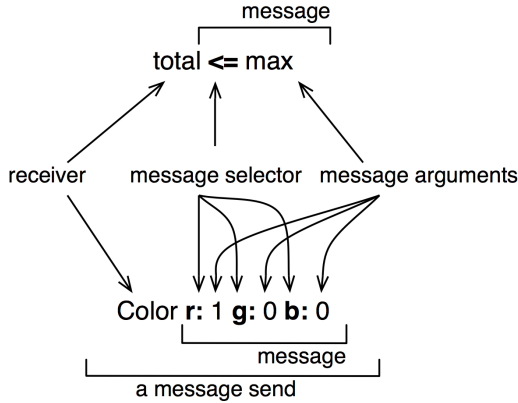 message
total <= max
receiver message selector message arguments
Color r: 1 g: 0 b: 0
message
a message send